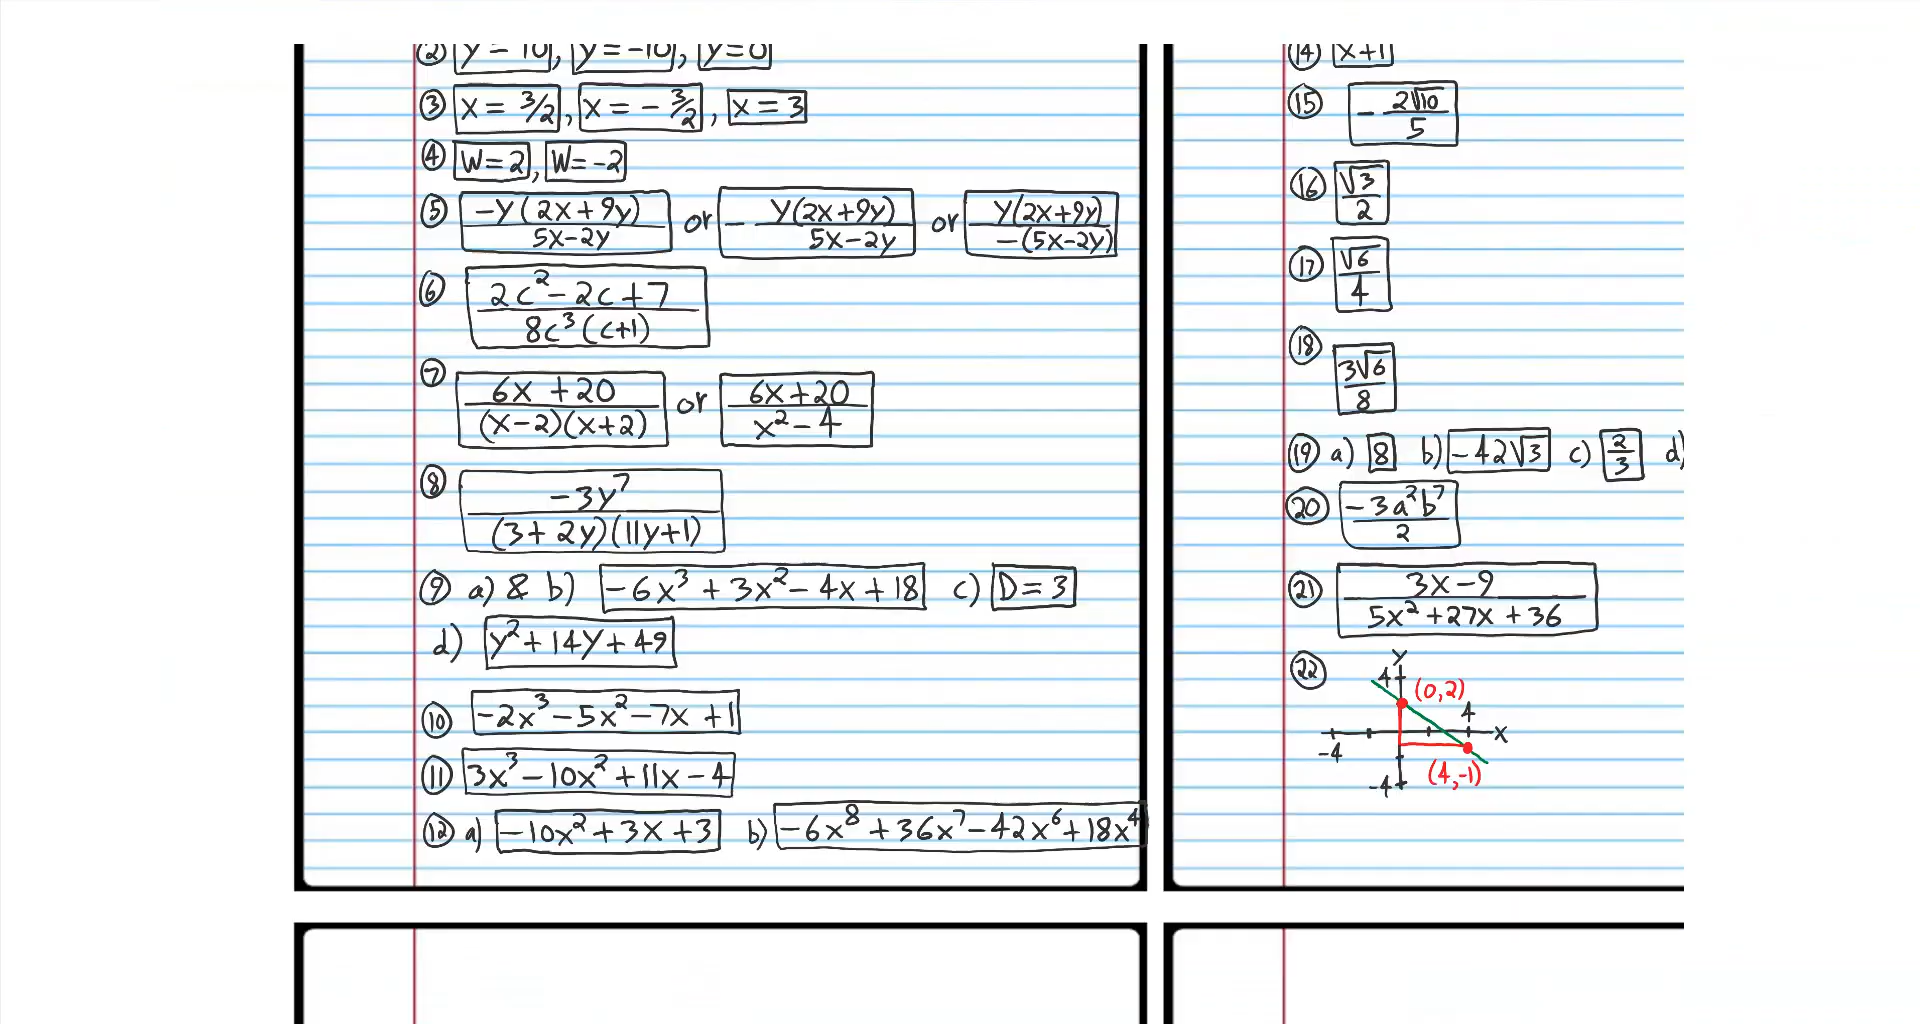 ② y = 10, y = -10, y = 0
③ x = 3/2, x = - 3/2, x = 3
④ W = 2, W = -2
⑤ -y(2x+9y)/(5x-2y) or - y(2x+9y)/(5x-2y) or y(2x+9y)/-(5x-2y)
⑥ (2c² - 2c + 7)/(8c³(c+1))
⑦ (6x + 20)/((x-2)(x+2)) or (6x+20)/(x² - 4)
⑧ -3y⁷/((3+2y)(11y+1))
⑨ a) & b) -6x³ + 3x² - 4x + 18 c) D = 3
d) y² + 14y + 49
⑩ -2x³ - 5x² - 7x + 1
⑪ 3x³ - 10x² + 11x - 4
⑫ a) -10x² + 3x + 3 b) -6x⁸ + 36x⁷ - 42x⁶ + 18x⁴
⑭ x+1
⑮ - 2√10/5
⑯ √3/2
⑰ √6/4
⑱ 3√6/8
⑲ a) 8 b) -42√3 c) 2/3 d)
⑳ -3a²b⁷/2
㉑ (3x - 9)/(5x² + 27x + 36)
㉒ y
4 (0,2)
4
x
-4
(4,-1)
-4